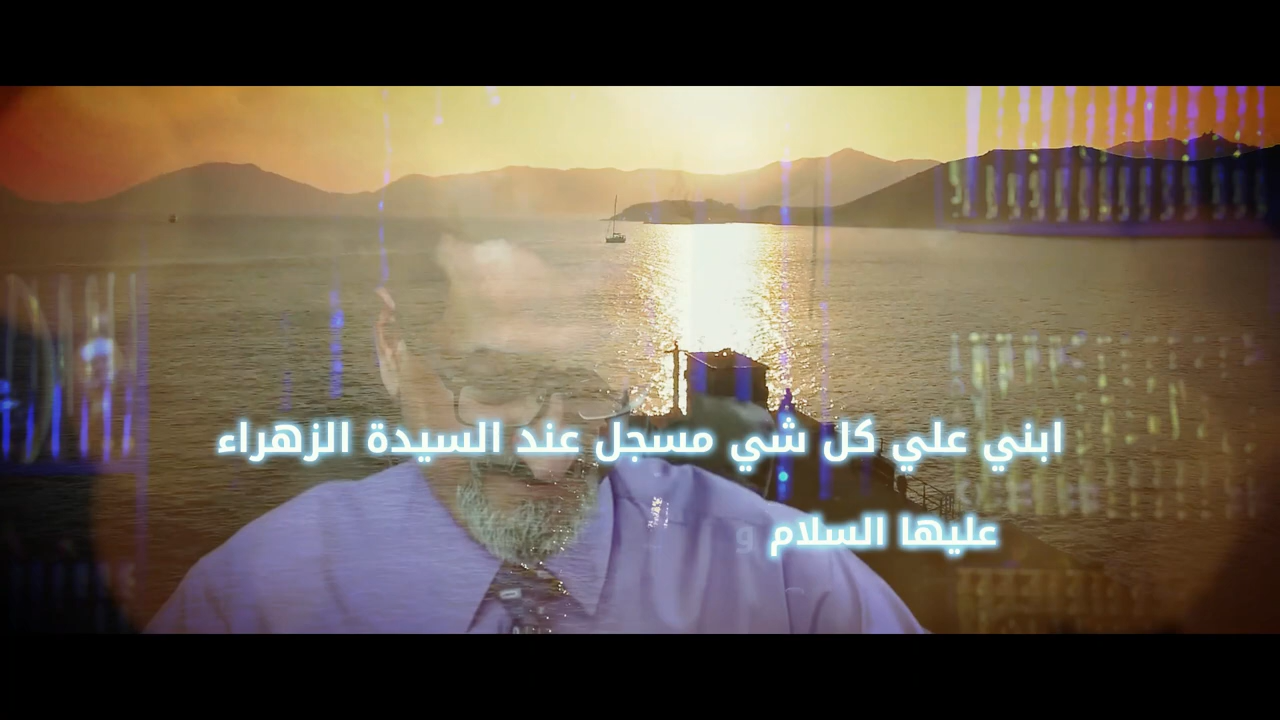 ابني علي كل شي مسجل عند السيدة الزهراء
عليها السلام و